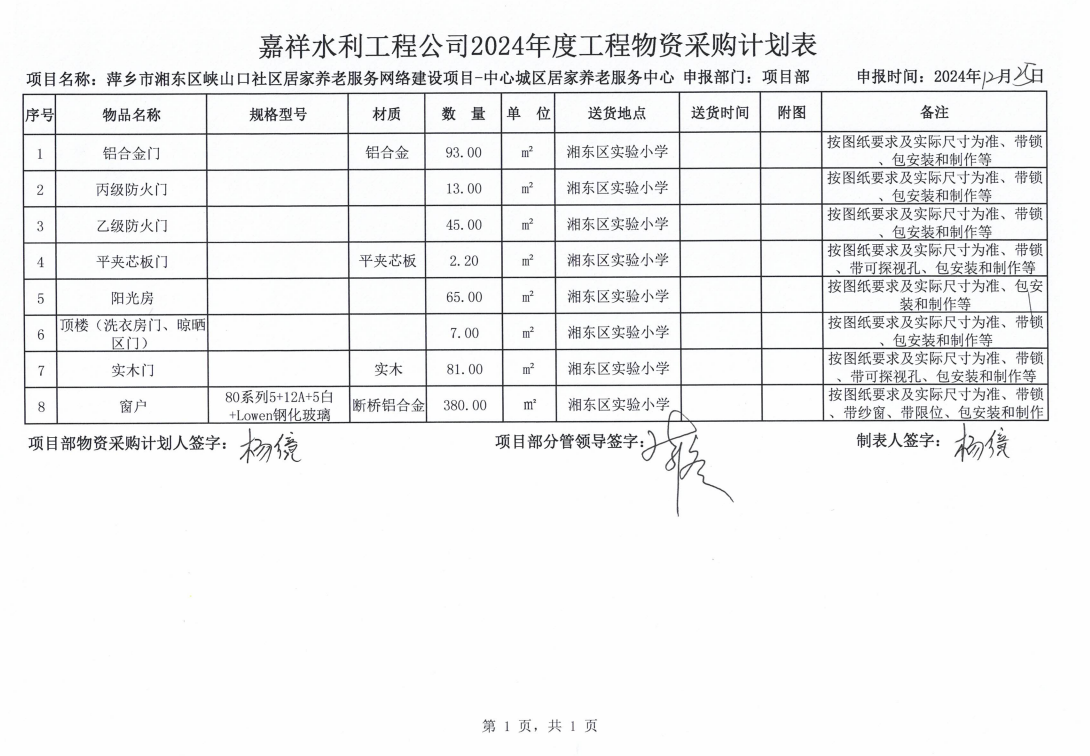 嘉祥水利工程公司2024年度工程物资采购计划表
项目名称：萍乡市湘东区峡山口社区居家养老服务网络建设项目-中心城区居家养老服务中心 申报部门：项目部 申报时间：2024年12月25日
序号 物品名称 规格型号 材质 数 量 单 位 送货地点 送货时间 附图 备注
1 铝合金门 铝合金 93.00 m² 湘东区实验小学 按图纸要求及实际尺寸为准、带锁
、包安装和制作等
2 丙级防火门 13.00 m² 湘东区实验小学 按图纸要求及实际尺寸为准、带锁
、包安装和制作等
3 乙级防火门 45.00 m² 湘东区实验小学 按图纸要求及实际尺寸为准、带锁
、包安装和制作等
4 平夹芯板门 平夹芯板 2.20 m² 湘东区实验小学 按图纸要求及实际尺寸为准、带锁
、带可探视孔、包安装和制作等
5 阳光房 65.00 m² 湘东区实验小学 按图纸要求及实际尺寸为准、包安
装和制作等
6 顶楼（洗衣房门、晾晒 7.00 m² 湘东区实验小学 按图纸要求及实际尺寸为准、带锁
区门） 、包安装和制作等
7 实木门 实木 81.00 m² 湘东区实验小学 按图纸要求及实际尺寸为准、带锁
、带可探视孔、包安装和制作等
8 窗户 80系列5+12A+5白 断桥铝合金 380.00 m² 湘东区实验小学 按图纸要求及实际尺寸为准、带锁
+Lowen钢化玻璃 、带纱窗、带限位、包安装和制作
项目部物资采购计划人签字： 项目部分管领导签字： 制表人签字：
第 1 页，共 1 页